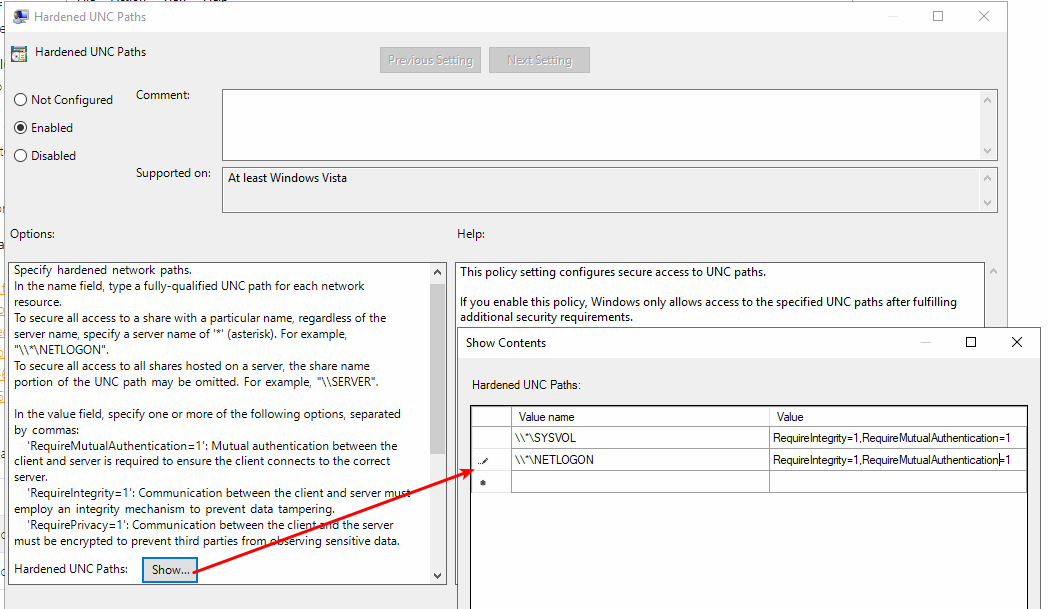 Hardened UNC Paths
Hardened UNC Paths
Previous Setting
Next Setting
Not Configured
Enabled
Disabled
Comment:
Supported on:
At least Windows Vista
Options:
Help:
Specify hardened network paths.
In the name field, type a fully-qualified UNC path for each network
resource.
To secure all access to a share with a particular name, regardless of the
server name, specify a server name of '*' (asterisk). For example,
"\\*\NETLOGON".
To secure all access to all shares hosted on a server, the share name
portion of the UNC path may be omitted. For example, "\\SERVER".
In the value field, specify one or more of the following options, separated
by commas:
'RequireMutualAuthentication=1': Mutual authentication between the
client and server is required to ensure the client connects to the correct
server.
'RequireIntegrity=1': Communication between the client and server must
employ an integrity mechanism to prevent data tampering.
'RequirePrivacy=1': Communication between the client and the server
must be encrypted to prevent third parties from observing sensitive data.
Hardened UNC Paths:
Show...
This policy setting configures secure access to UNC paths.
If you enable this policy, Windows only allows access to the specified UNC paths after fulfilling
additional security requirements.
Show Contents
Hardened UNC Paths:
Value name
Value
\\*\SYSVOL
RequireIntegrity=1,RequireMutualAuthentication=1
\\*\NETLOGON
RequireIntegrity=1,RequireMutualAuthentication=1